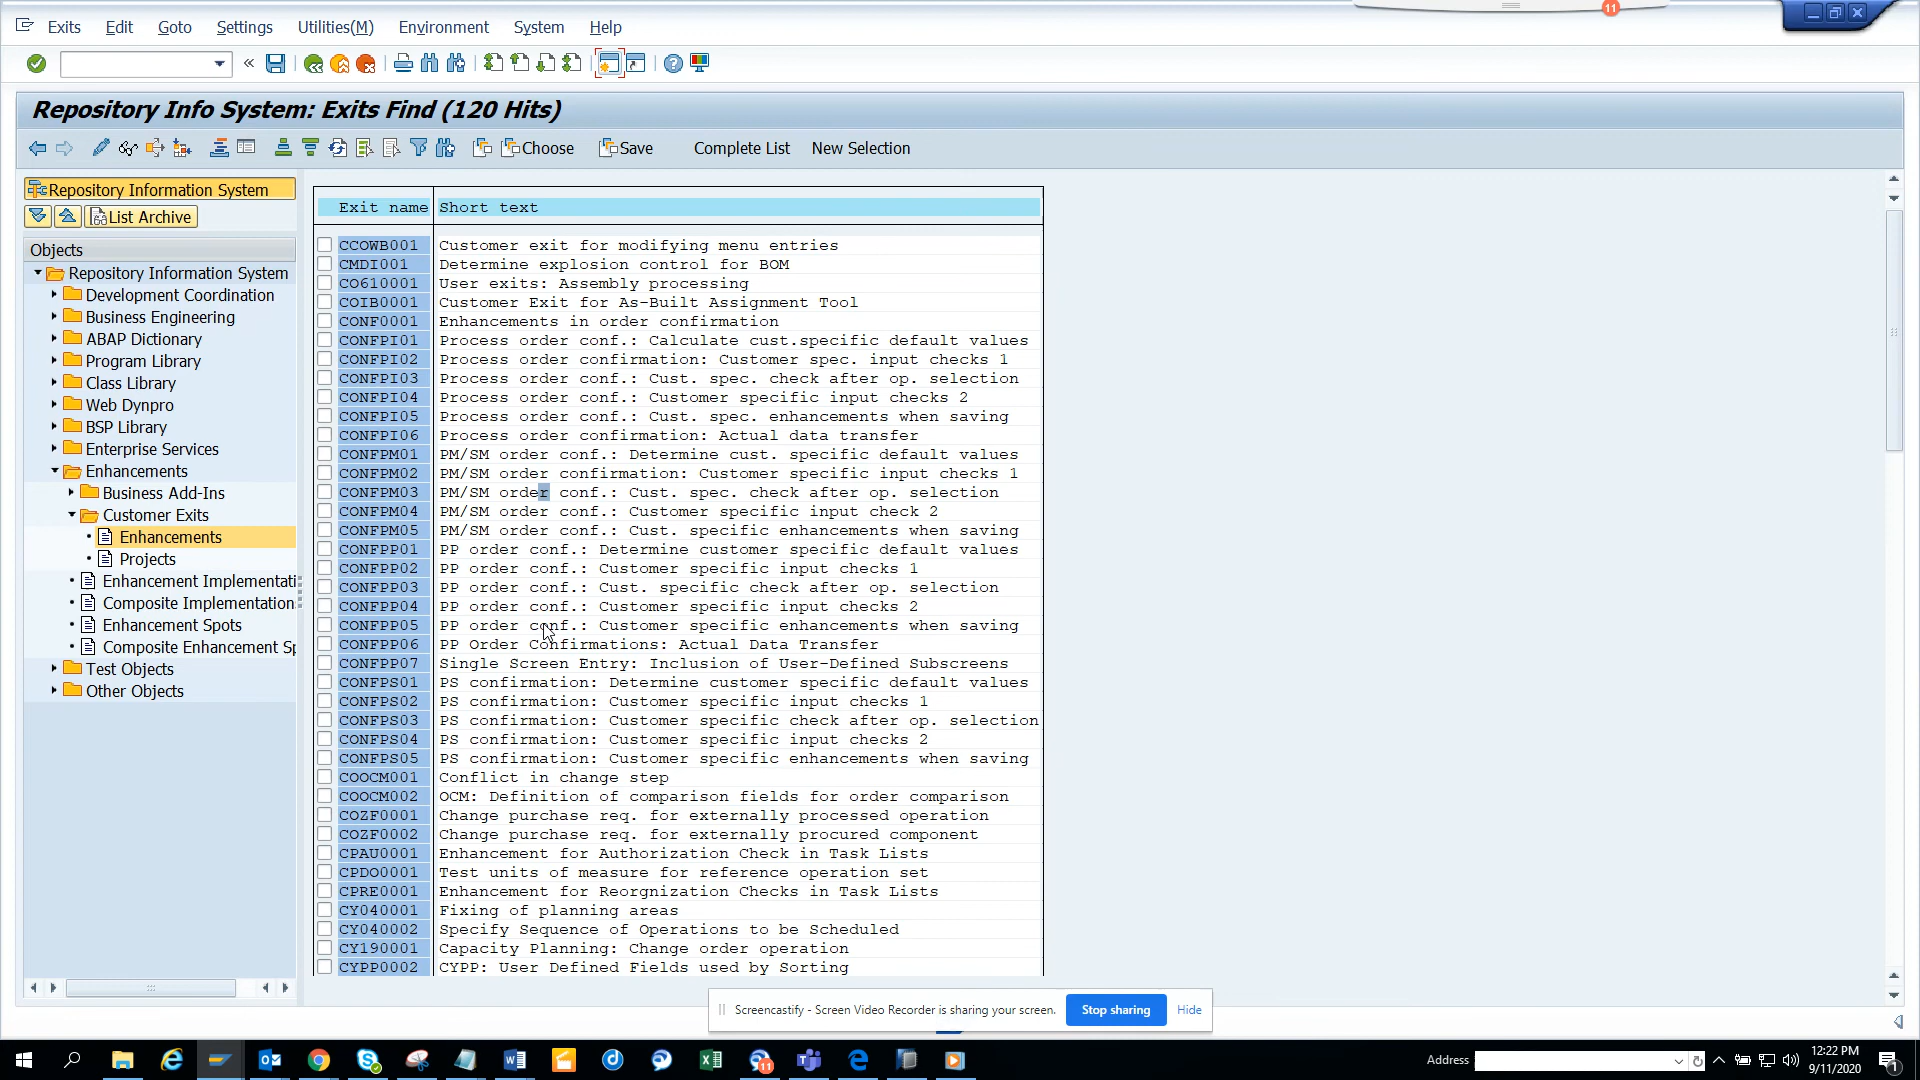 11
Exits Edit Goto Settings Utilities(M) Environment System Help
Repository Info System: Exits Find (120 Hits)
Choose Save Complete List New Selection
Repository Information System
List Archive
Objects
Repository Information System
Development Coordination
Business Engineering
ABAP Dictionary
Program Library
Class Library
Web Dynpro
BSP Library
Enterprise Services
Enhancements
Business Add-Ins
Customer Exits
Enhancements
Projects
Enhancement Implementati
Composite Implementation
Enhancement Spots
Composite Enhancement Sp
Test Objects
Other Objects
Exit name Short text
CCOWB001 Customer exit for modifying menu entries
CMDI001 Determine explosion control for BOM
CO610001 User exits: Assembly processing
COIB0001 Customer Exit for As-Built Assignment Tool
CONF0001 Enhancements in order confirmation
CONFPI01 Process order conf.: Calculate cust.specific default values
CONFPI02 Process order confirmation: Customer spec. input checks 1
CONFPI03 Process order conf.: Cust. spec. check after op. selection
CONFPI04 Process order conf.: Customer specific input checks 2
CONFPI05 Process order conf.: Cust. spec. enhancements when saving
CONFPI06 Process order confirmation: Actual data transfer
CONFPM01 PM/SM order conf.: Determine cust. specific default values
CONFPM02 PM/SM order confirmation: Customer specific input checks 1
CONFPM03 PM/SM order conf.: Cust. spec. check after op. selection
CONFPM04 PM/SM order conf.: Customer specific input check 2
CONFPM05 PM/SM order conf.: Cust. specific enhancements when saving
CONFPP01 PP order conf.: Determine customer specific default values
CONFPP02 PP order conf.: Customer specific input checks 1
CONFPP03 PP order conf.: Cust. specific check after op. selection
CONFPP04 PP order conf.: Customer specific input checks 2
CONFPP05 PP order conf.: Customer specific enhancements when saving
CONFPP06 PP Order Confirmations: Actual Data Transfer
CONFPP07 Single Screen Entry: Inclusion of User-Defined Subscreens
CONFPS01 PS confirmation: Determine customer specific default values
CONFPS02 PS confirmation: Customer specific input checks 1
CONFPS03 PS confirmation: Customer specific check after op. selection
CONFPS04 PS confirmation: Customer specific input checks 2
CONFPS05 PS confirmation: Customer specific enhancements when saving
COOCM001 Conflict in change step
COOCM002 OCM: Definition of comparison fields for order comparison
COZF0001 Change purchase req. for externally processed operation
COZF0002 Change purchase req. for externally procured component
CPAU0001 Enhancement for Authorization Check in Task Lists
CPDO0001 Test units of measure for reference operation set
CPRE0001 Enhancement for Reorgnization Checks in Task Lists
CY040001 Fixing of planning areas
CY040002 Specify Sequence of Operations to be Scheduled
CY190001 Capacity Planning: Change order operation
CYPP0002 CYPP: User Defined Fields used by Sorting
Screencastify - Screen Video Recorder is sharing your screen. Stop sharing Hide
11
Address
12:22 PM
9/11/2020
1